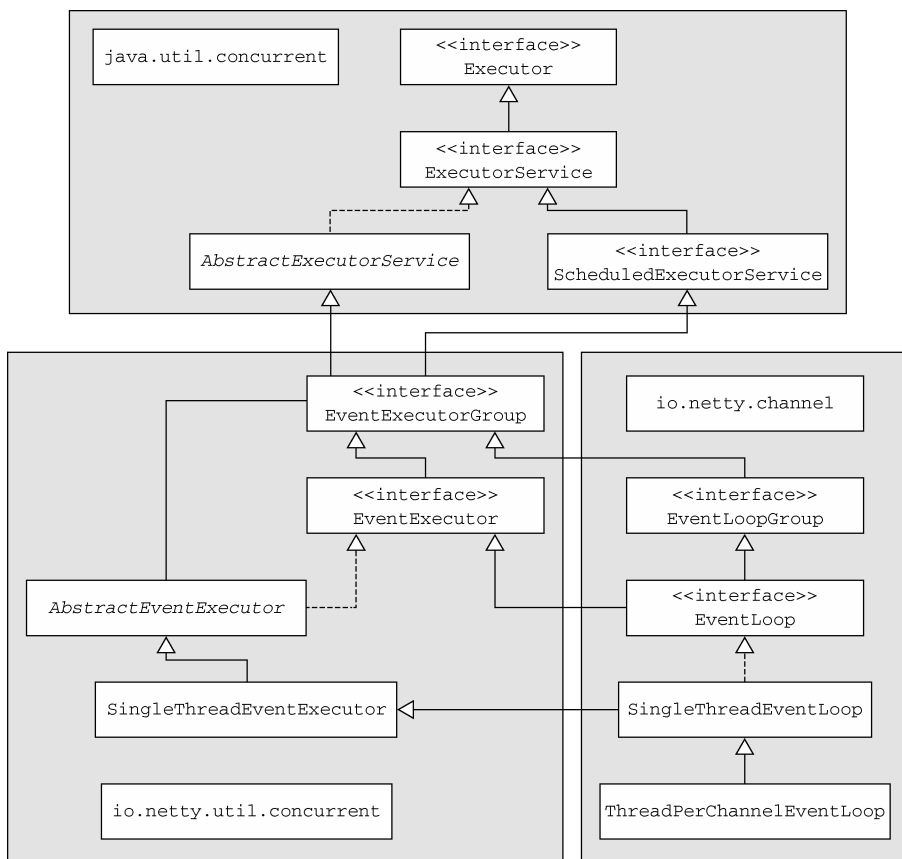 java.util.concurrent
<<interface>>
Executor
<<interface>>
ExecutorService
AbstractExecutorService
<<interface>>
ScheduledExecutorService
<<interface>>
EventExecutorGroup
io.netty.channel
<<interface>>
EventExecutor
<<interface>>
EventLoopGroup
AbstractEventExecutor
<<interface>>
EventLoop
SingleThreadEventExecutor
SingleThreadEventLoop
io.netty.util.concurrent
ThreadPerChannelEventLoop